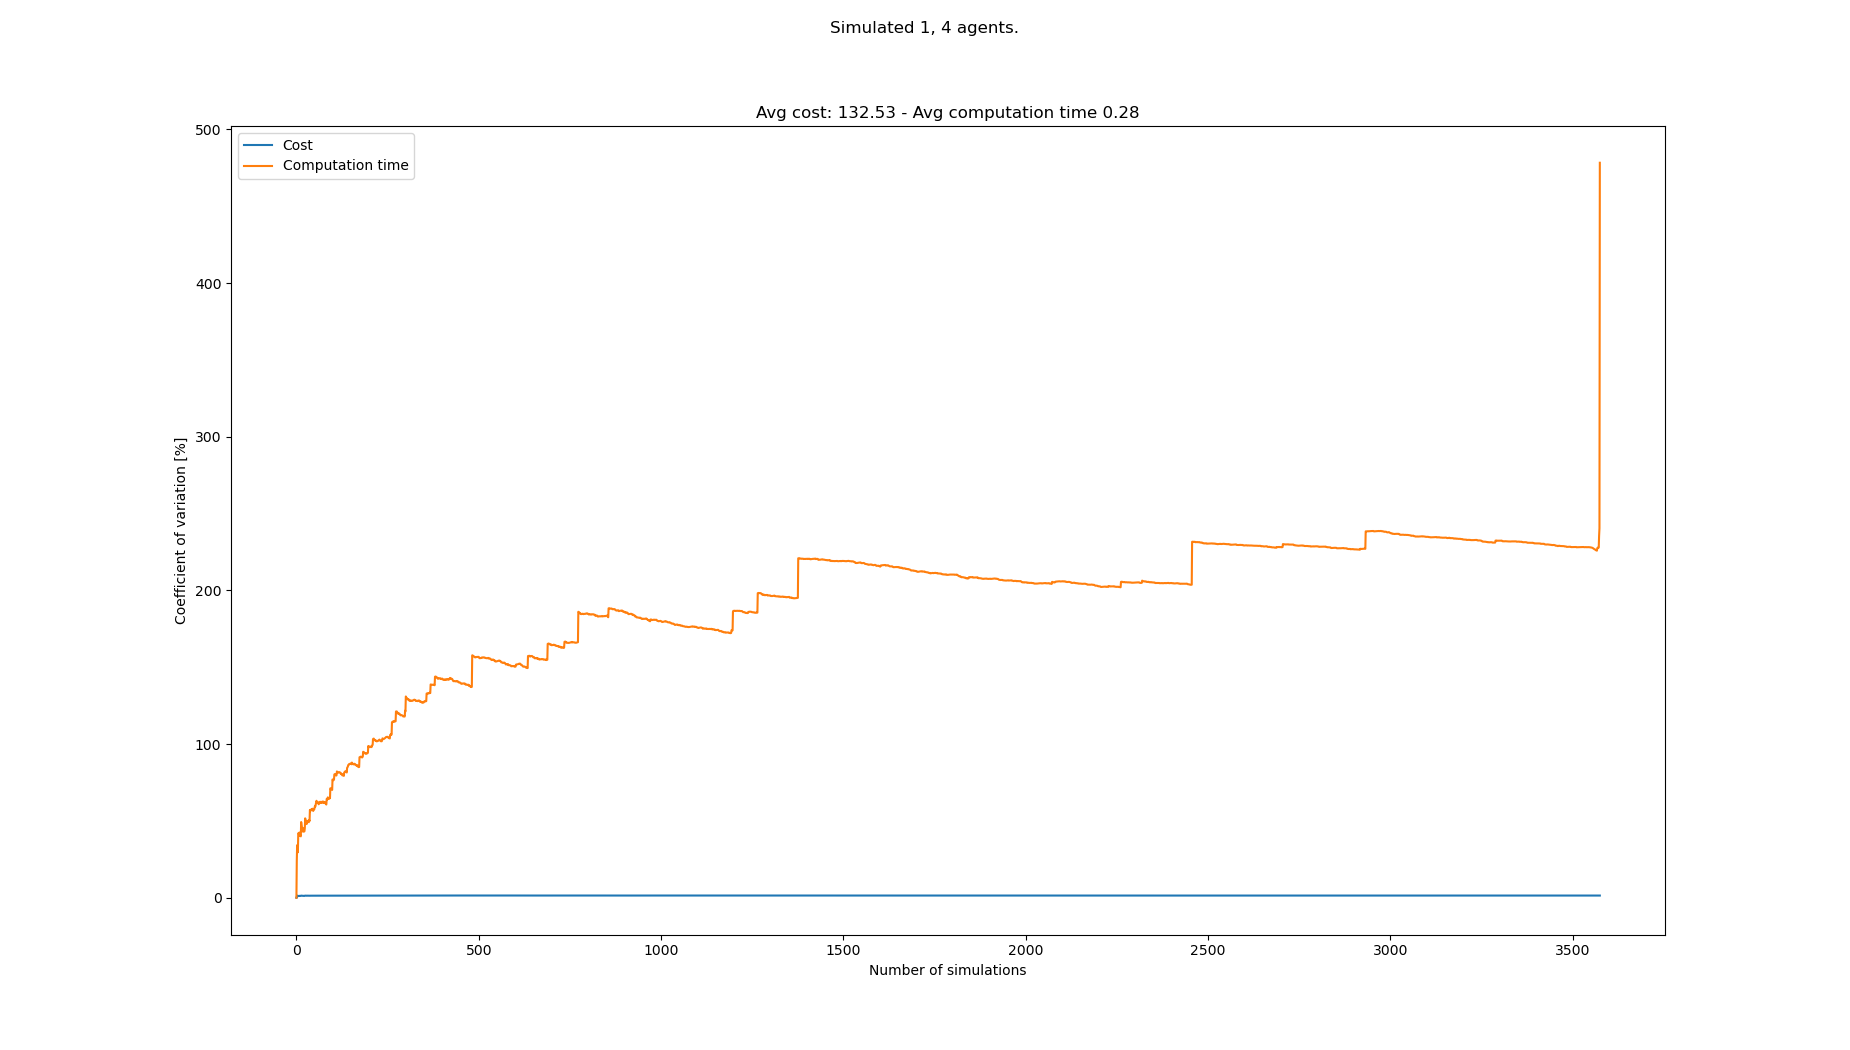 Simulated 1, 4 agents.
Avg cost: 132.53 - Avg computation time 0.28
Cost
Computation time
Coefficient of variation [%]
500
400
300
200
100
0
0 500 1000 1500 2000 2500 3000 3500
Number of simulations